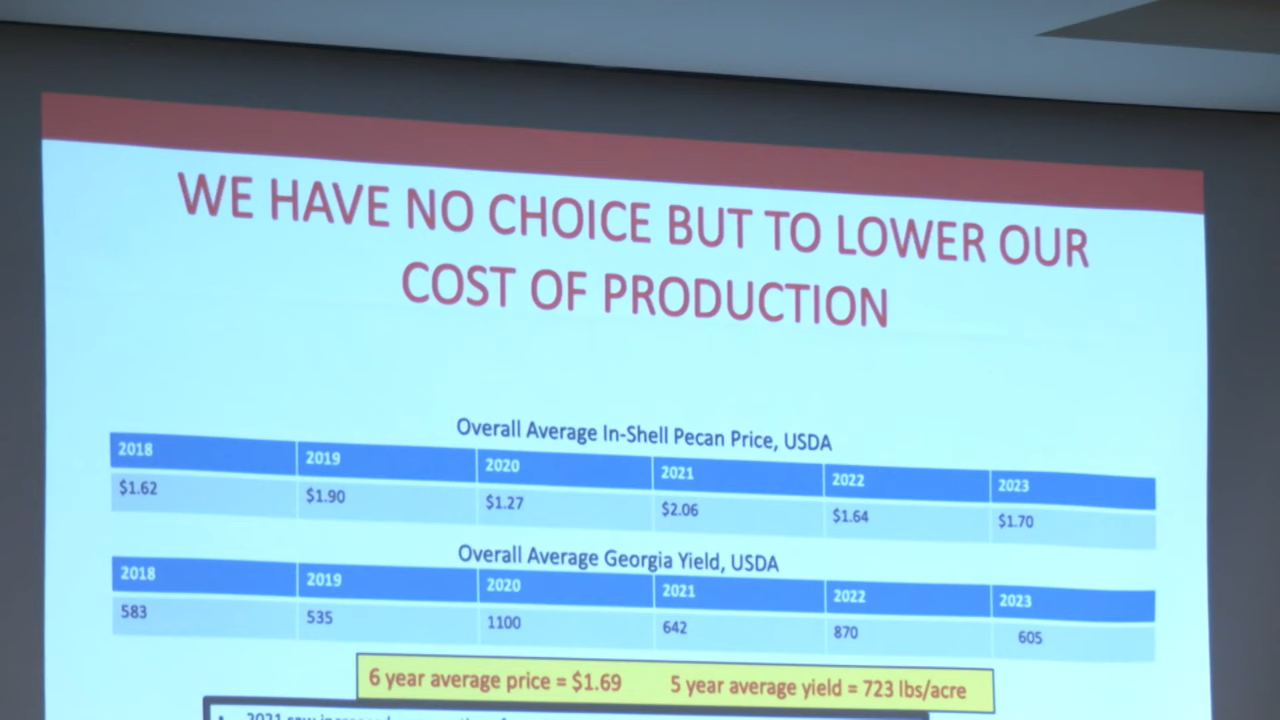 WE HAVE NO CHOICE BUT TO LOWER OUR
COST OF PRODUCTION
Overall Average In-Shell Pecan Price, USDA
2018 2019 2020 2021 2022 2023
$1.62 $1.90 $1.27 $2.06 $1.64 $1.70
Overall Average Georgia Yield, USDA
2018 2019 2020 2021 2022 2023
583 535 1100 642 870 605
6 year average price = $1.69 5 year average yield = 723 lbs/acre